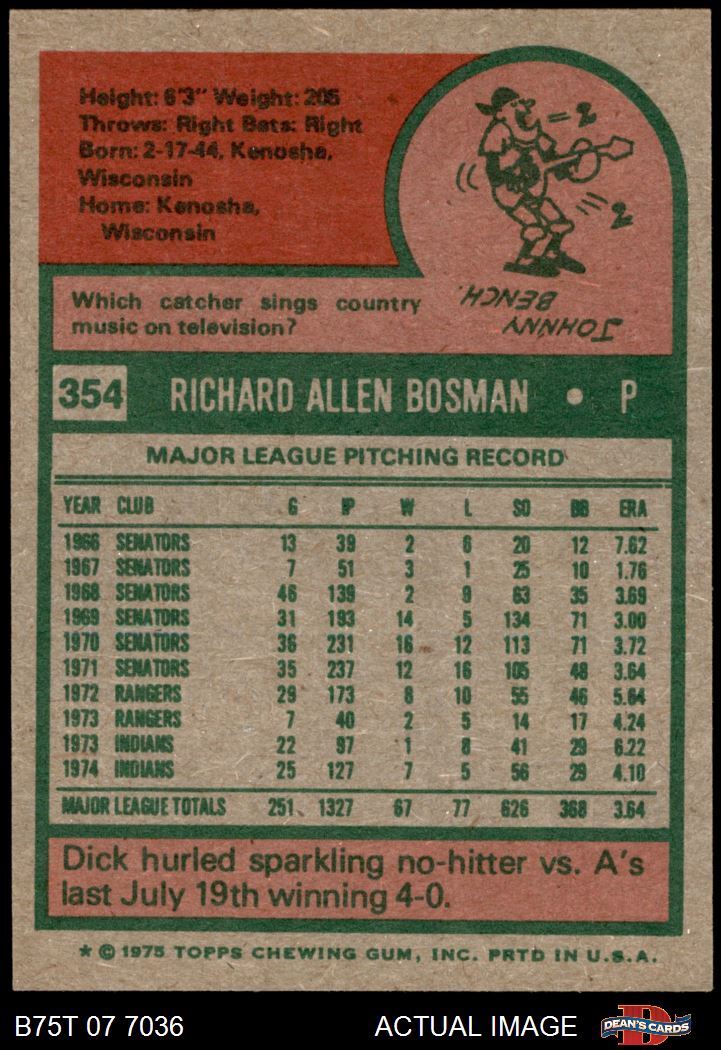 Height: 6'3" Weight: 205
Throws: Right Bats: Right
Born: 2-17-44, Kenosha,
Wisconsin
Home: Kenosha,
Wisconsin
2
2
Which catcher sings country
music on television?
JOHNNY
BENCH.
354 RICHARD ALLEN BOSMAN • P
MAJOR LEAGUE PITCHING RECORD
YEAR CLUB G IP W L SO BB ERA
1966 SENATORS 13 39 2 6 20 12 7.62
1967 SENATORS 7 51 3 1 25 10 1.76
1968 SENATORS 46 139 2 9 63 35 3.69
1969 SENATORS 31 193 14 5 134 71 3.00
1970 SENATORS 36 231 16 12 113 71 3.72
1971 SENATORS 35 237 12 16 105 48 3.64
1972 RANGERS 29 173 8 10 55 46 5.64
1973 RANGERS 7 40 2 5 14 17 4.24
1973 INDIANS 22 97 1 8 41 29 6.22
1974 INDIANS 25 127 7 5 56 29 4.10
MAJOR LEAGUE TOTALS 251 1327 67 77 626 368 3.64
Dick hurled sparkling no-hitter vs. A's
last July 19th winning 4-0.
* © 1975 TOPPS CHEWING GUM, INC. PRTD IN U.S.A.
B75T 07 7036 ACTUAL IMAGE DEAN'S CARDS